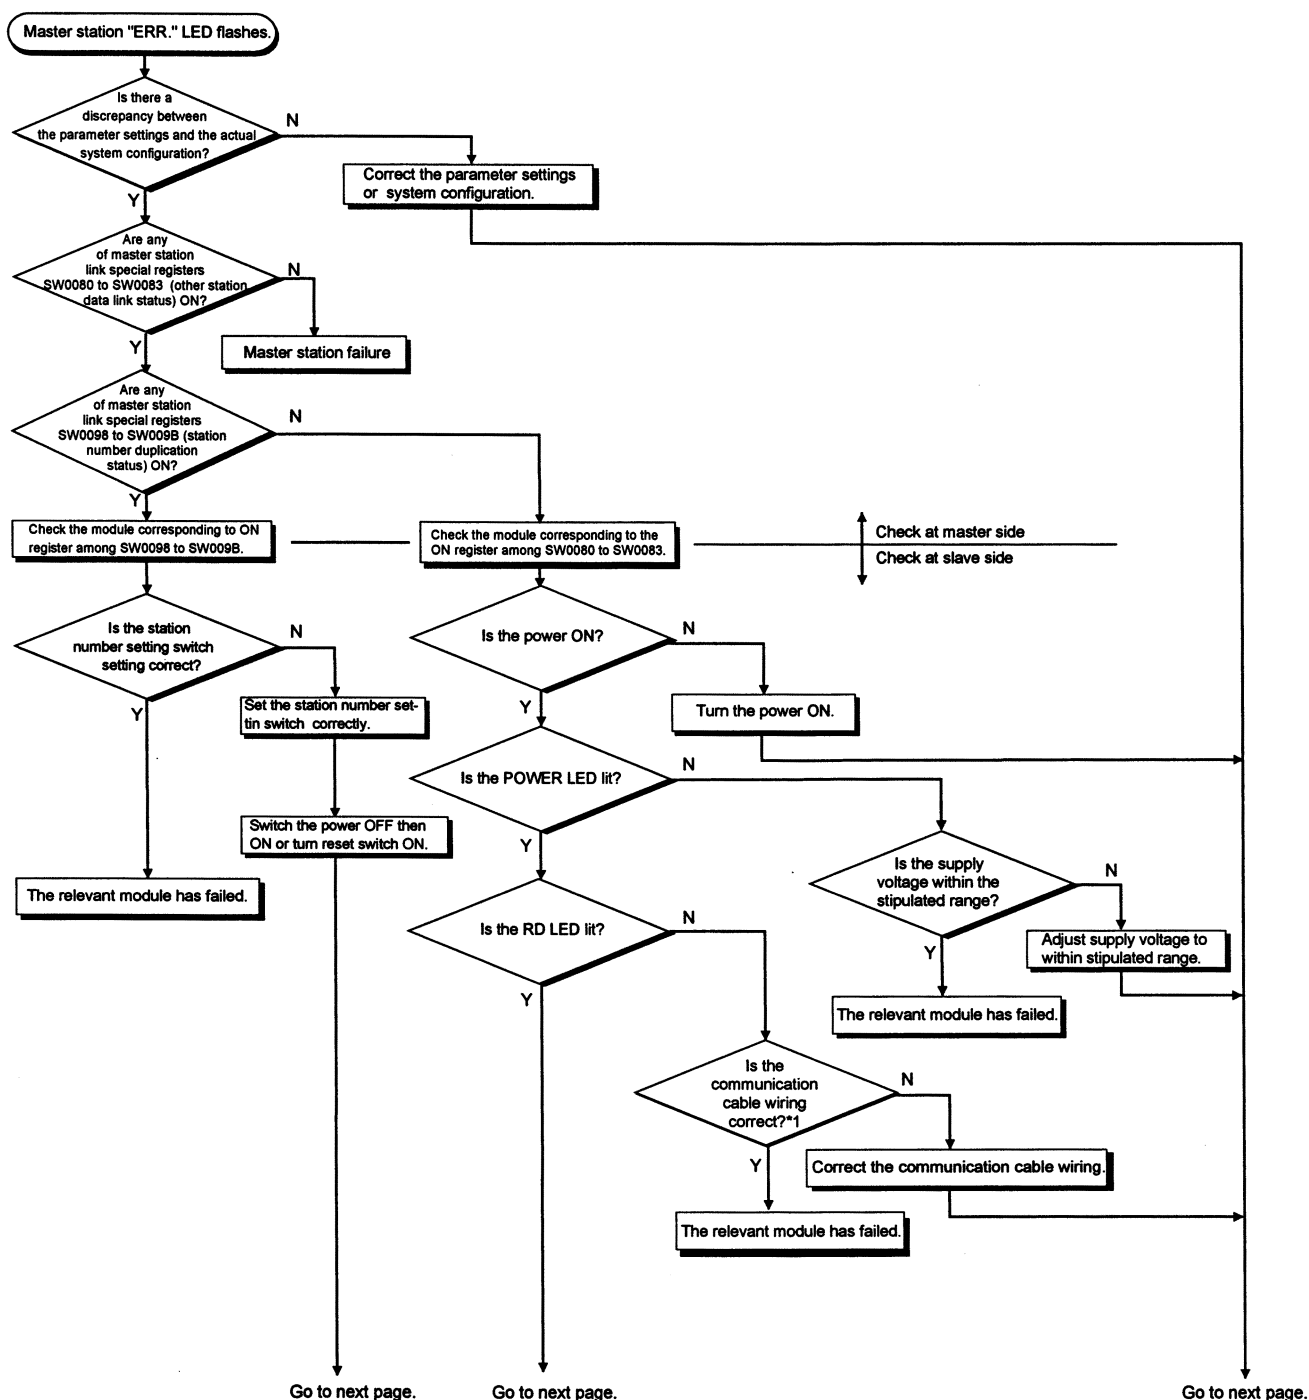 Master station "ERR." LED flashes.
Is there a
discrepancy between
the parameter settings and the actual
system configuration?
N
Correct the parameter settings
or system configuration.
Y
Are any
of master station
link special registers
SW0080 to SW0083 (other station
data link status) ON?
N
Master station failure
Y
Are any
of master station
link special registers
SW0098 to SW009B (station
number duplication
status) ON?
N
Y
Check the module corresponding to ON
register among SW0098 to SW009B.
Check the module corresponding to the
ON register among SW0080 to SW0083.
Check at master side
Check at slave side
Is the station
number setting switch
setting correct?
N
Y
Set the station number set-
tin switch correctly.
Switch the power OFF then
ON or turn reset switch ON.
The relevant module has failed.
Is the power ON?
N
Turn the power ON.
Y
Is the POWER LED lit?
N
Y
Is the supply
voltage within the
stipulated range?
N
Adjust supply voltage to
within stipulated range.
Y
The relevant module has failed.
Is the RD LED lit?
N
Y
Is the
communication
cable wiring
correct?*1
N
Correct the communication cable wiring.
Y
The relevant module has failed.
Go to next page.
Go to next page.
Go to next page.